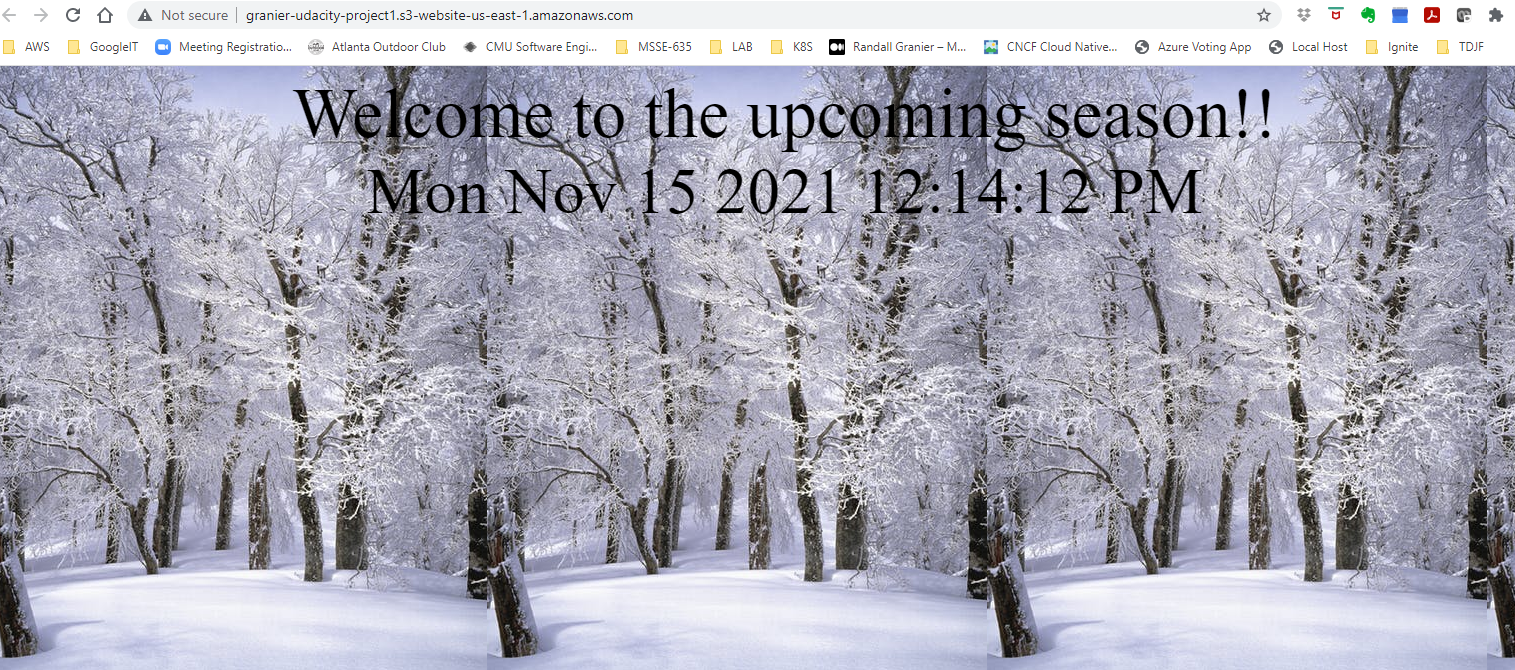 Not secure granier-udacity-project1.s3-website-us-east-1.amazonaws.com
AWS GoogleIT Meeting Registratio... Atlanta Outdoor Club CMU Software Engi... MSSE-635 LAB K8S Randall Granier – M... CNCF Cloud Native... Azure Voting App Local Host Ignite TDJF
Welcome to the upcoming season!!
Mon Nov 15 2021 12:14:12 PM